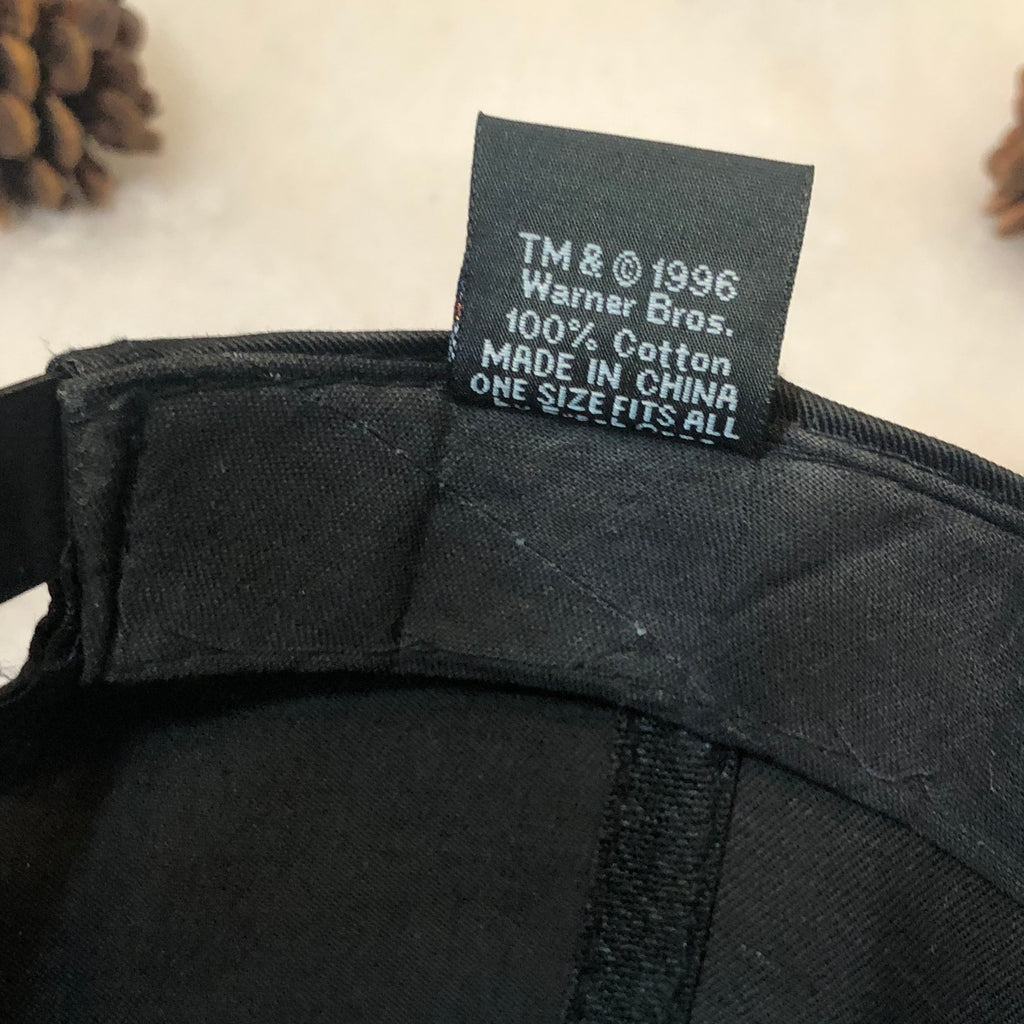 TM & © 1996
Warner Bros.
100% Cotton
MADE IN CHINA
ONE SIZE FITS ALL